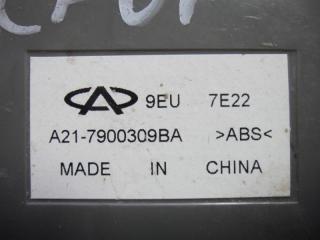 9EU 7E22
A21-7900309BA >ABS<
MADE IN CHINA